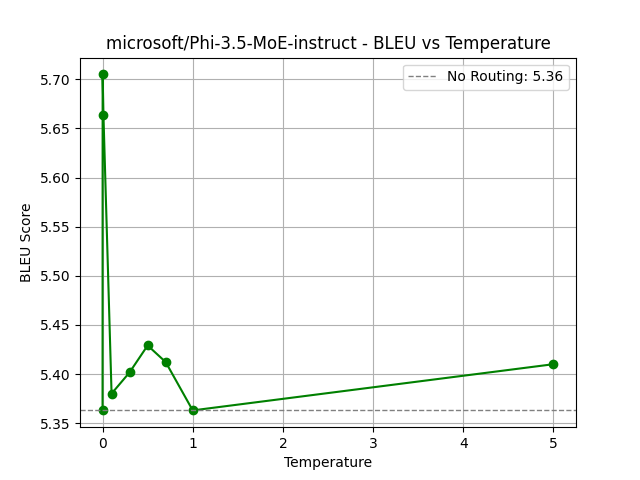 microsoft/Phi-3.5-MoE-instruct - BLEU vs Temperature
No Routing: 5.36
BLEU Score
5.70
5.65
5.60
5.55
5.50
5.45
5.40
5.35
0 1 2 3 4 5
Temperature